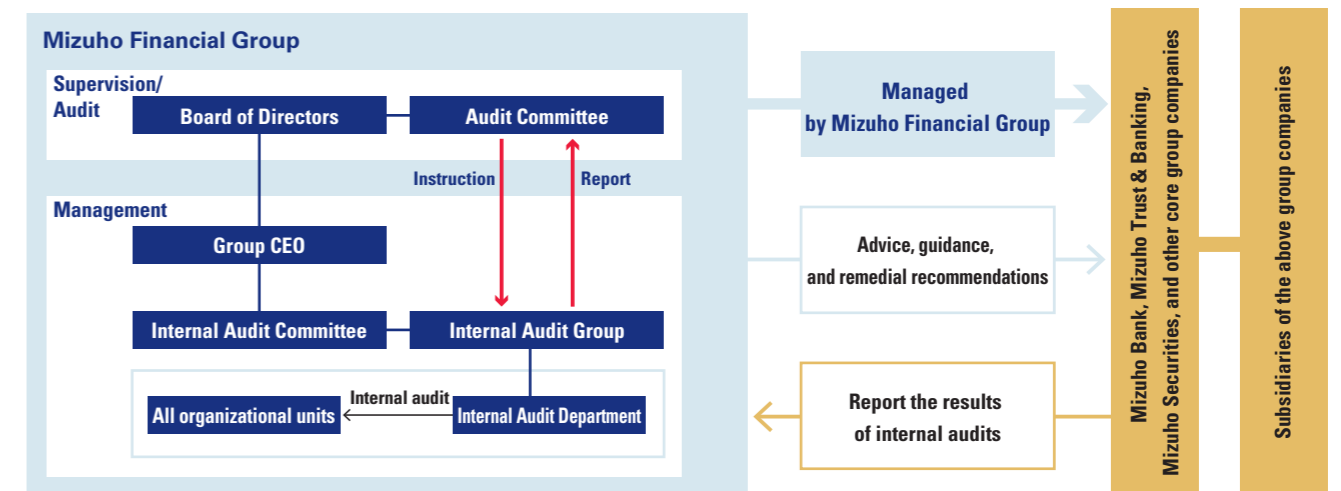 Mizuho Financial Group
Supervision/
Audit
Board of Directors
Audit Committee
Instruction
Report
Management
Group CEO
Internal Audit Committee
Internal Audit Group
All organizational units
Internal audit
Internal Audit Department
Managed
by Mizuho Financial Group
Advice, guidance,
and remedial recommendations
Report the results
of internal audits
Mizuho Bank, Mizuho Trust & Banking,
Mizuho Securities, and other core group companies
Subsidiaries of the above group companies